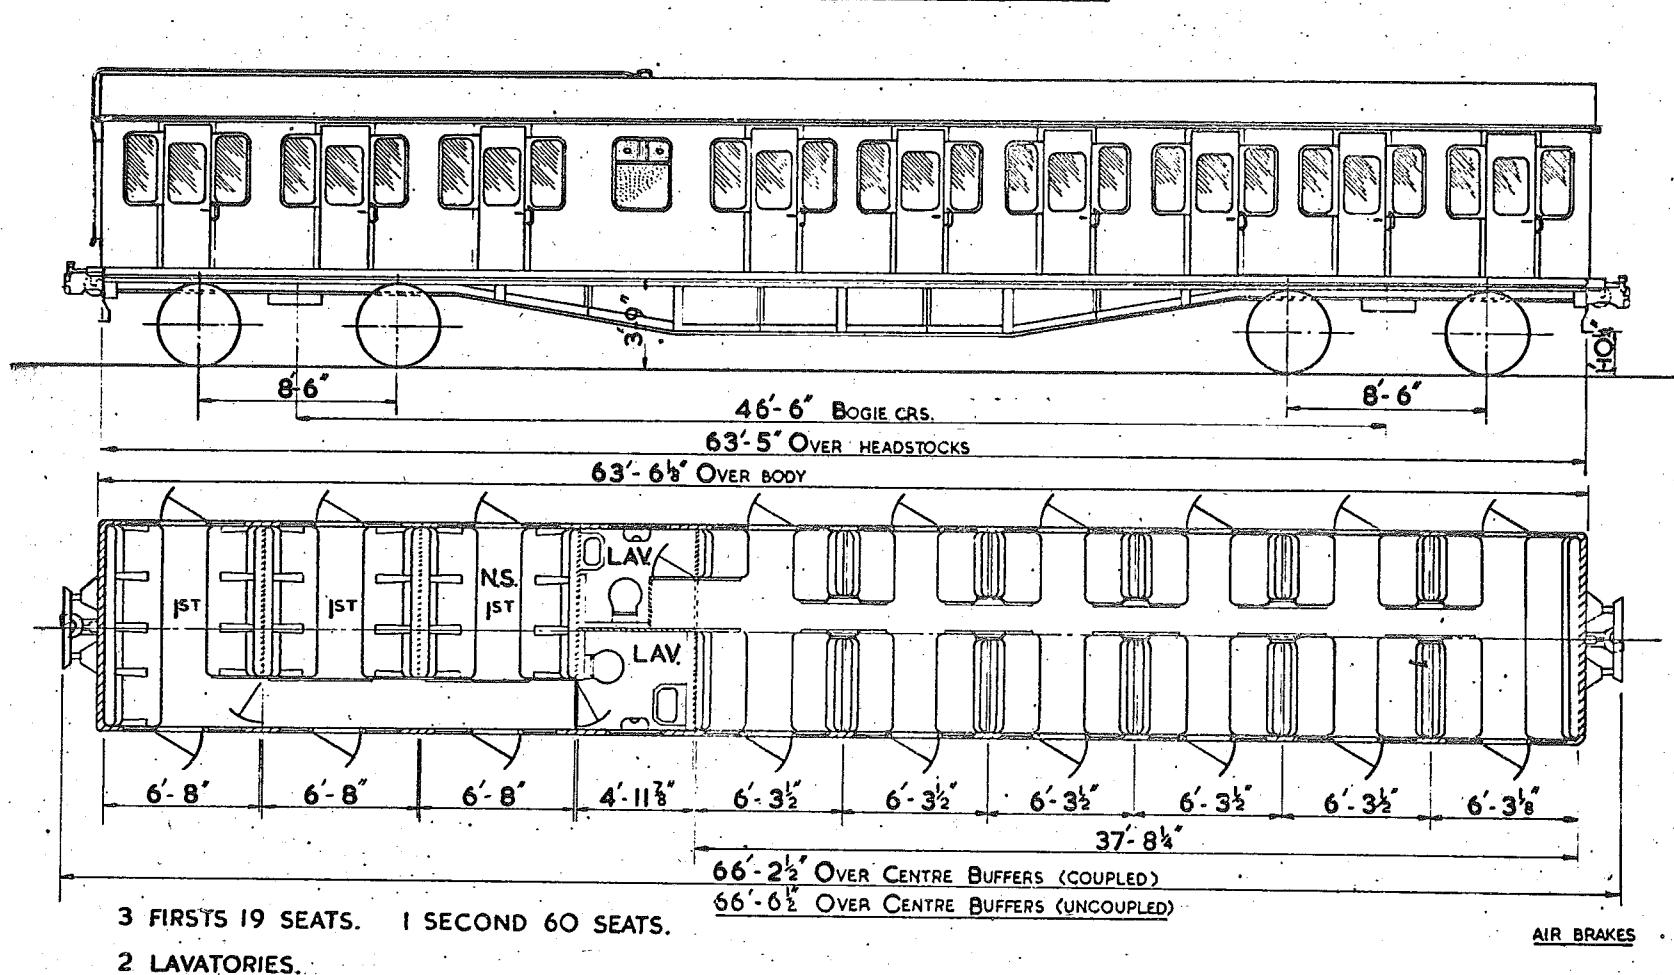 3'-9"
10½"
8'-6"
8'-6"
46'-6" BOGIE CRS.
63'-5" OVER HEADSTOCKS
63'-6⅛" OVER BODY
LAV.
N.S.
1ST
1ST
1ST
LAV.
6'-8"
6'-8"
6'-8"
4'-11⅞"
6'-3½"
6'-3½"
6'-3½"
6'-3½"
6'-3½"
6'-3⅛"
37'-8¼"
66'-2½" OVER CENTRE BUFFERS (COUPLED)
66'-6½" OVER CENTRE BUFFERS (UNCOUPLED)
3 FIRSTS 19 SEATS. 1 SECOND 60 SEATS.
2 LAVATORIES.
AIR BRAKES